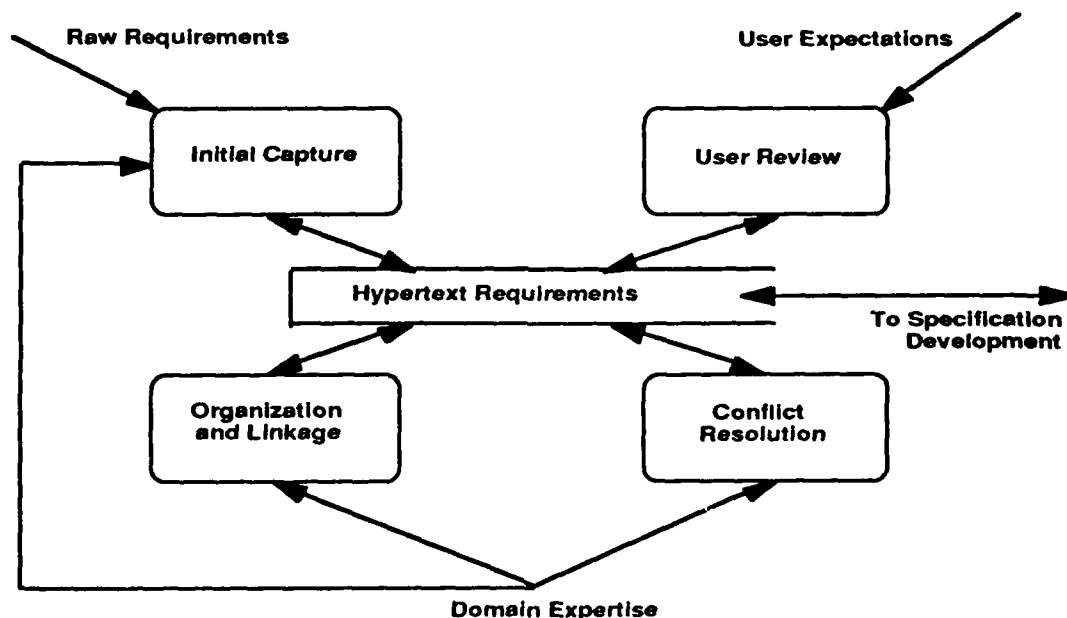 Raw Requirements
User Expectations
Initial Capture
User Review
Hypertext Requirements
To Specification
Development
Organization
and Linkage
Conflict
Resolution
Domain Expertise